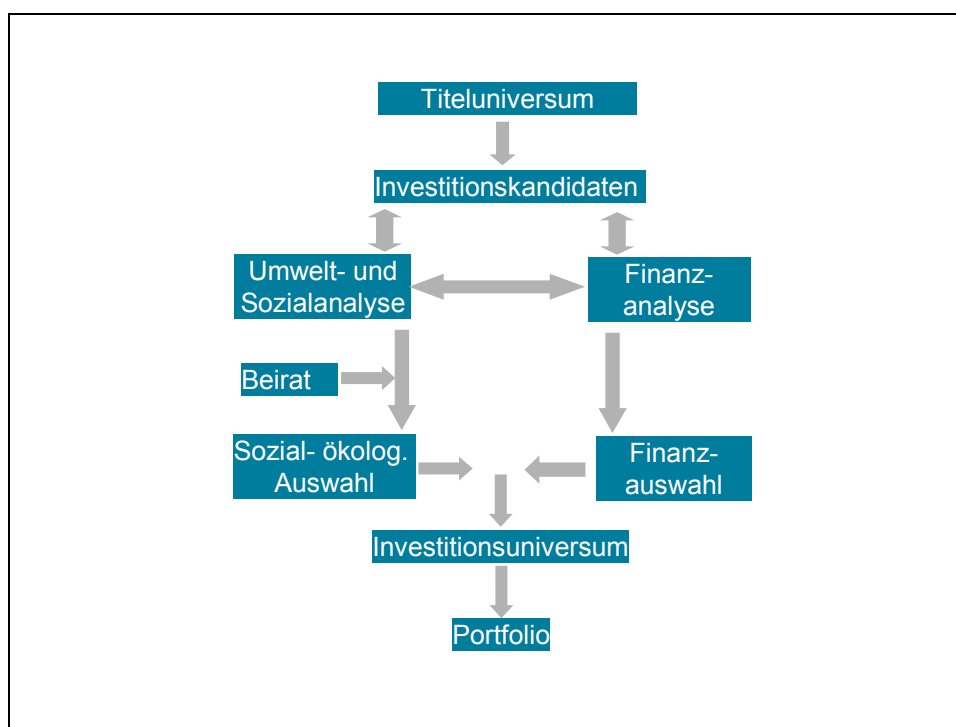 Titeluniversum
Investitionskandidaten
Umwelt- und
Sozialanalyse
Finanz-
analyse
Beirat
Sozial- ökolog.
Auswahl
Finanz-
auswahl
Investitionsuniversum
Portfolio